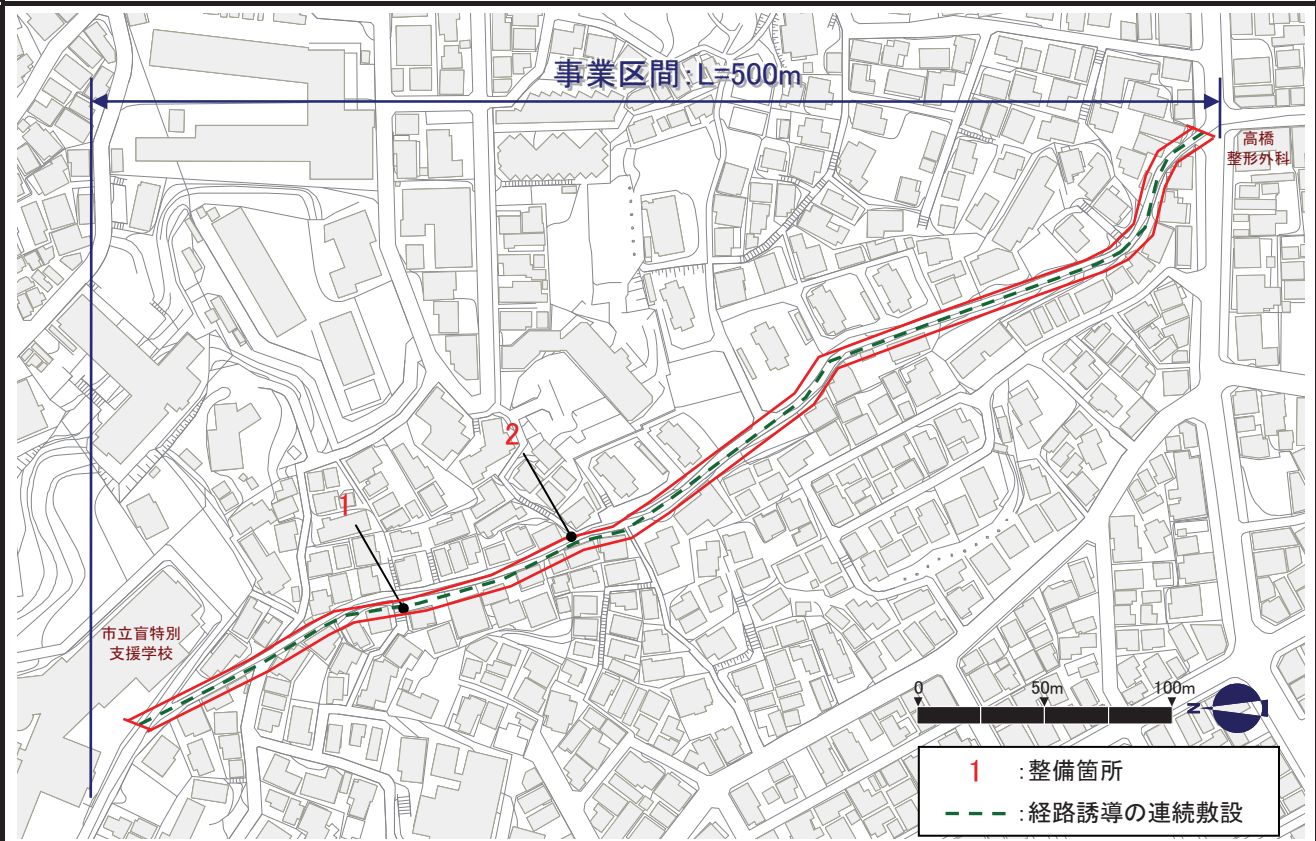 事業区間:L=500m
高橋
整形外科
2
1
市立盲特別
支援学校
0 50m 100m
N
1 :整備箇所
:経路誘導の連続敷設